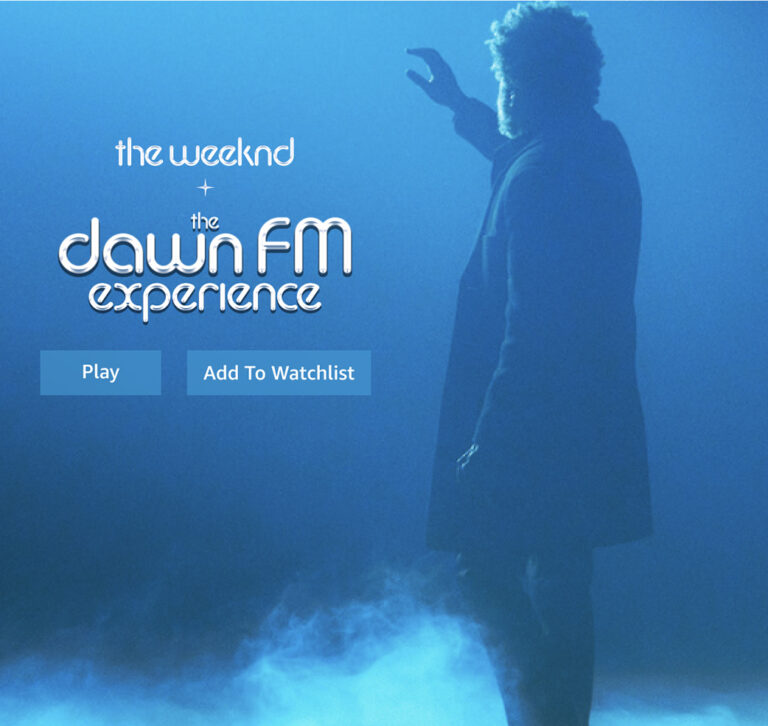 the weeknd
the
dawn FM
experience
Play
Add To Watchlist